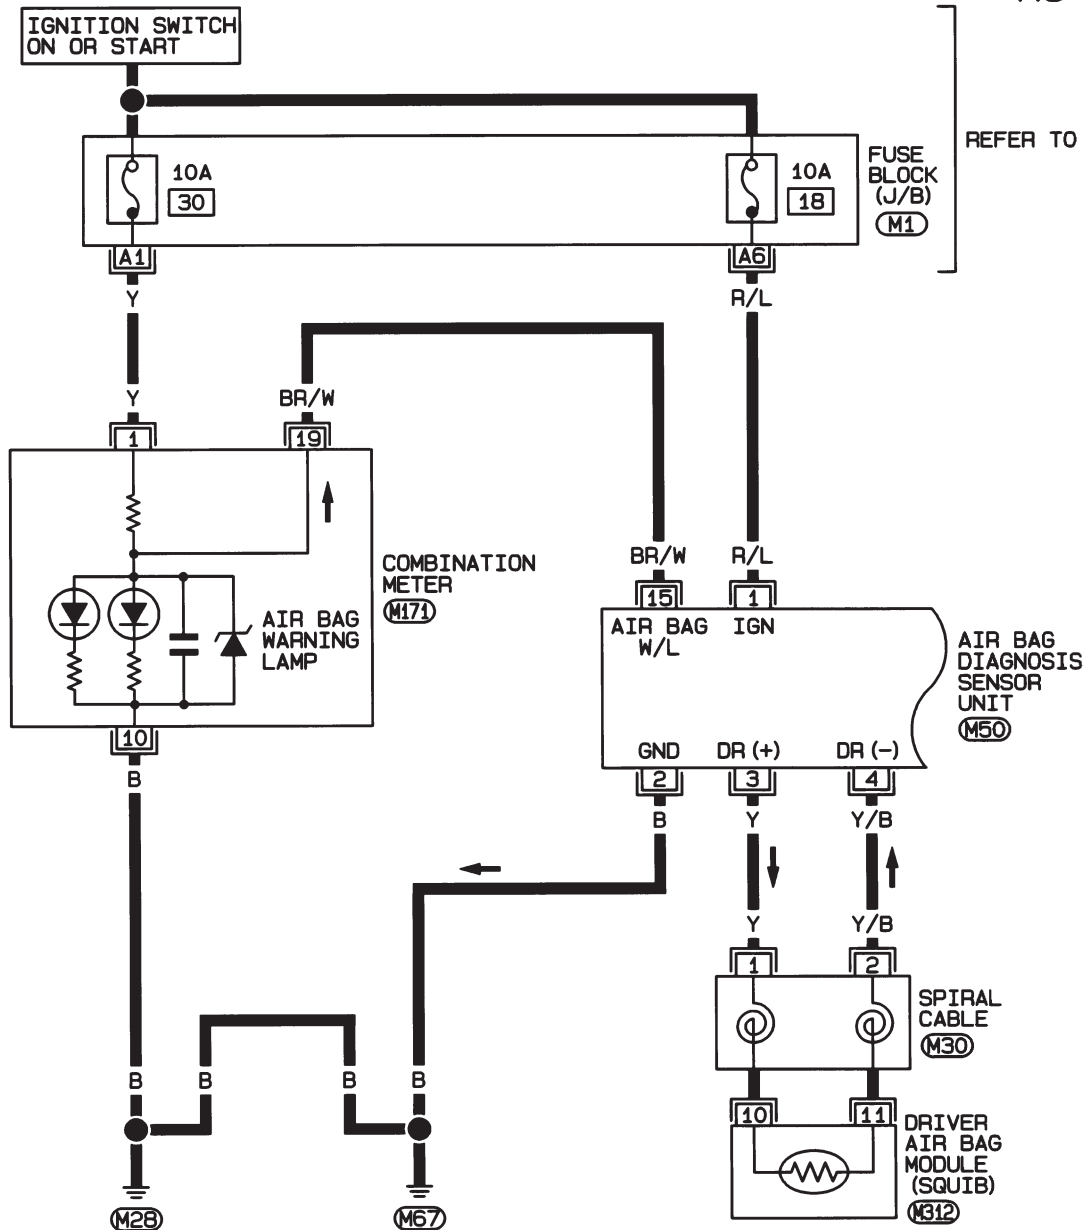 IGNITION SWITCH
ON OR START
REFER TO
10A
30
10A
18
FUSE
BLOCK
(J/B)
M1
A1
A6
Y
R/L
Y
BR/W
1
19
COMBINATION
METER
M171
AIR BAG
WARNING
LAMP
10
B
BR/W
R/L
15
1
AIR BAG
W/L
IGN
AIR BAG
DIAGNOSIS
SENSOR
UNIT
M50
GND
DR (+)
DR (-)
2
3
4
B
Y
Y/B
Y
Y/B
1
2
SPIRAL
CABLE
M30
B
B
B
B
10
11
DRIVER
AIR BAG
MODULE
(SQUIB)
M312
M28
M67